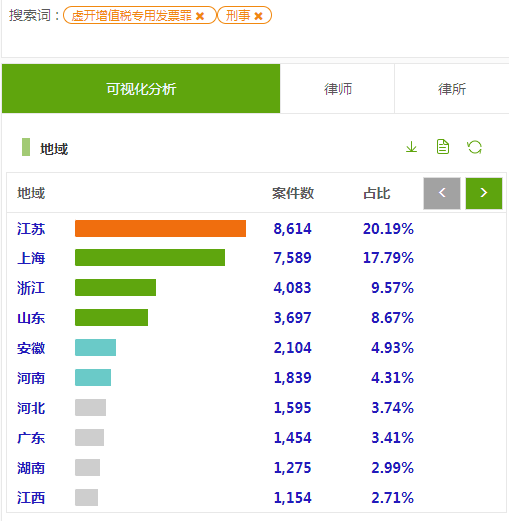 搜索词：虚开增值税专用发票罪 × 刑事 ×
可视化分析 律师 律所
地域
地域 案件数 占比
江苏 8,614 20.19%
上海 7,589 17.79%
浙江 4,083 9.57%
山东 3,697 8.67%
安徽 2,104 4.93%
河南 1,839 4.31%
河北 1,595 3.74%
广东 1,454 3.41%
湖南 1,275 2.99%
江西 1,154 2.71%